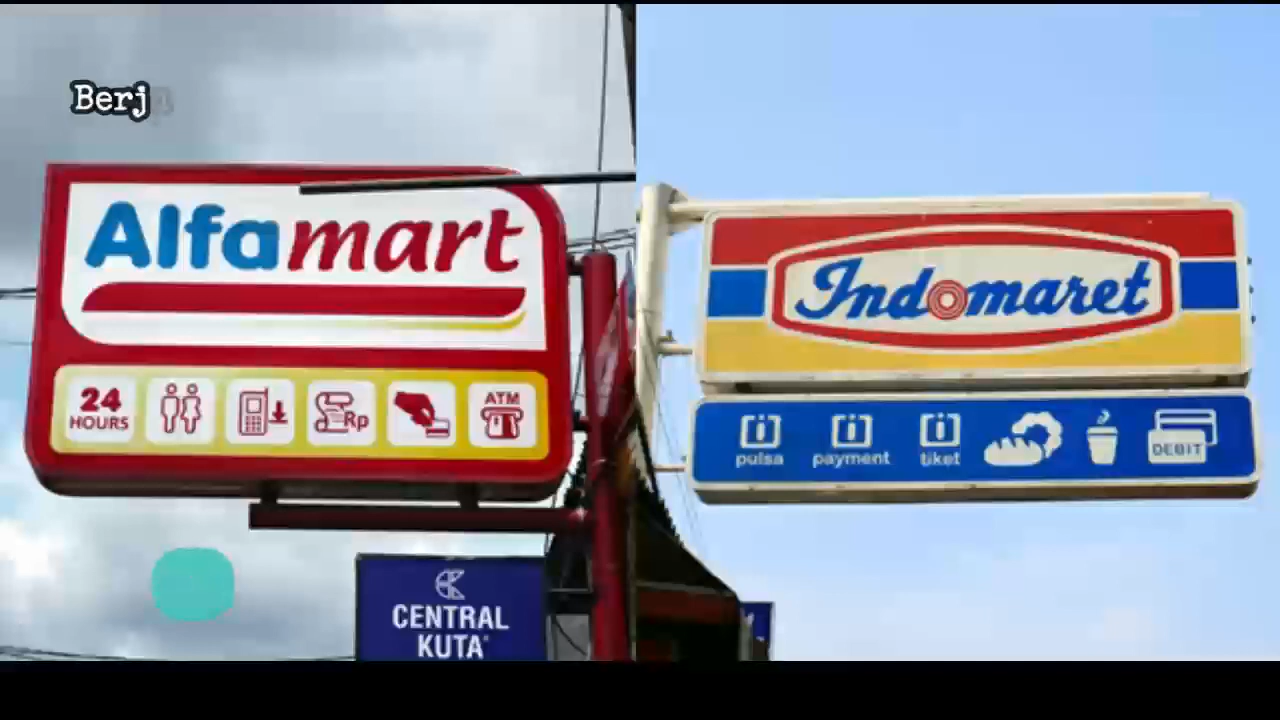 Berj
Alfamart
24
HOURS
Rp
ATM
CENTRAL
KUTA
Indomaret
pulsa
payment
tiket
DEBIT